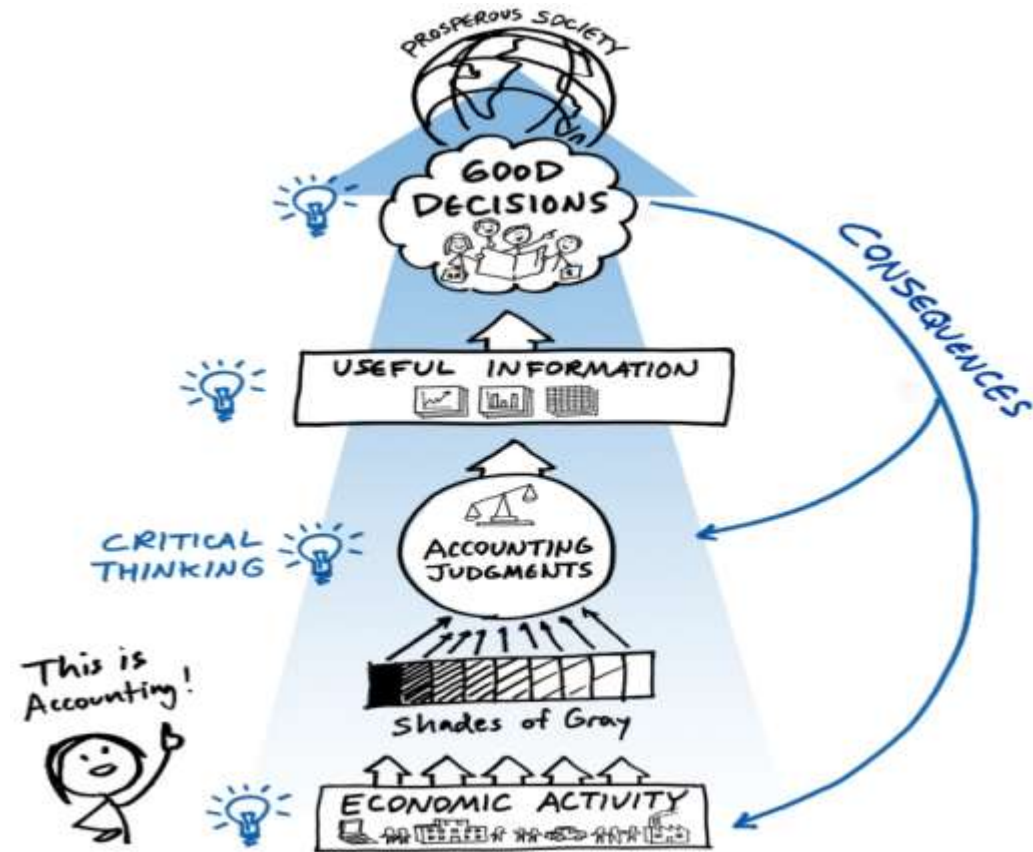 PROSPEROUS SOCIETY
GOOD
DECISIONS
CONSEQUENCES
USEFUL INFORMATION
CRITICAL
THINKING
ACCOUNTING
JUDGMENTS
This is
Accounting!
Shades of Gray
ECONOMIC ACTIVITY